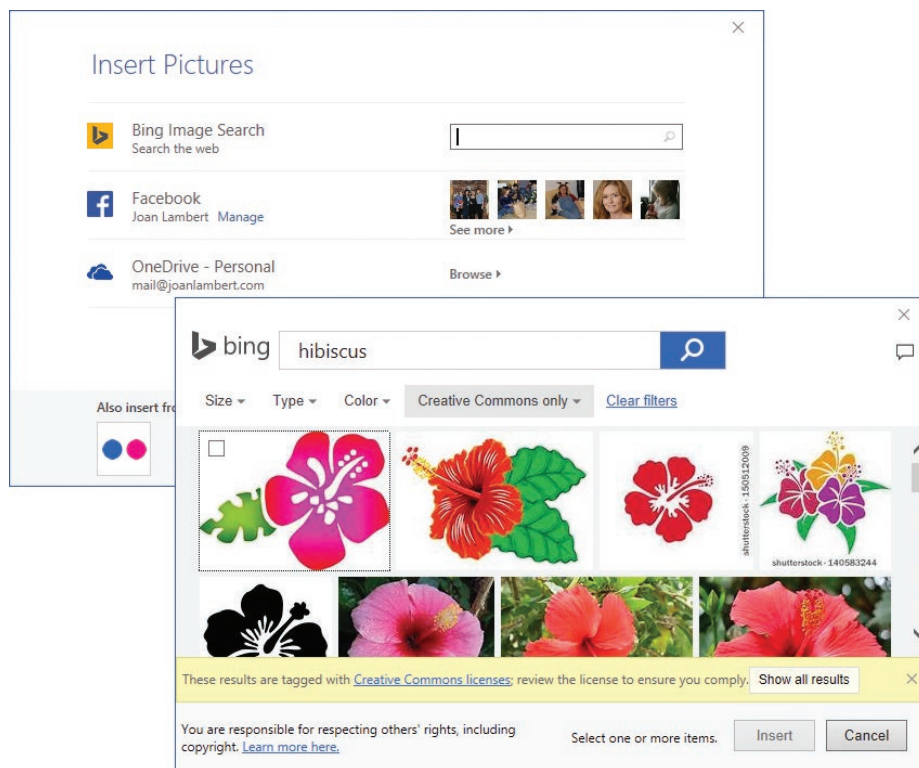 Insert Pictures
Bing Image Search
Search the web
Facebook
Joan Lambert Manage
See more
OneDrive - Personal
mail@joanlambert.com
Browse
Also insert fr
bing
hibiscus
Size
Type
Color
Creative Commons only
Clear filters
shutterstock · 150512009
shutterstock · 140583244
These results are tagged with Creative Commons licenses; review the license to ensure you comply.
Show all results
You are responsible for respecting others' rights, including
copyright. Learn more here.
Select one or more items.
Insert
Cancel